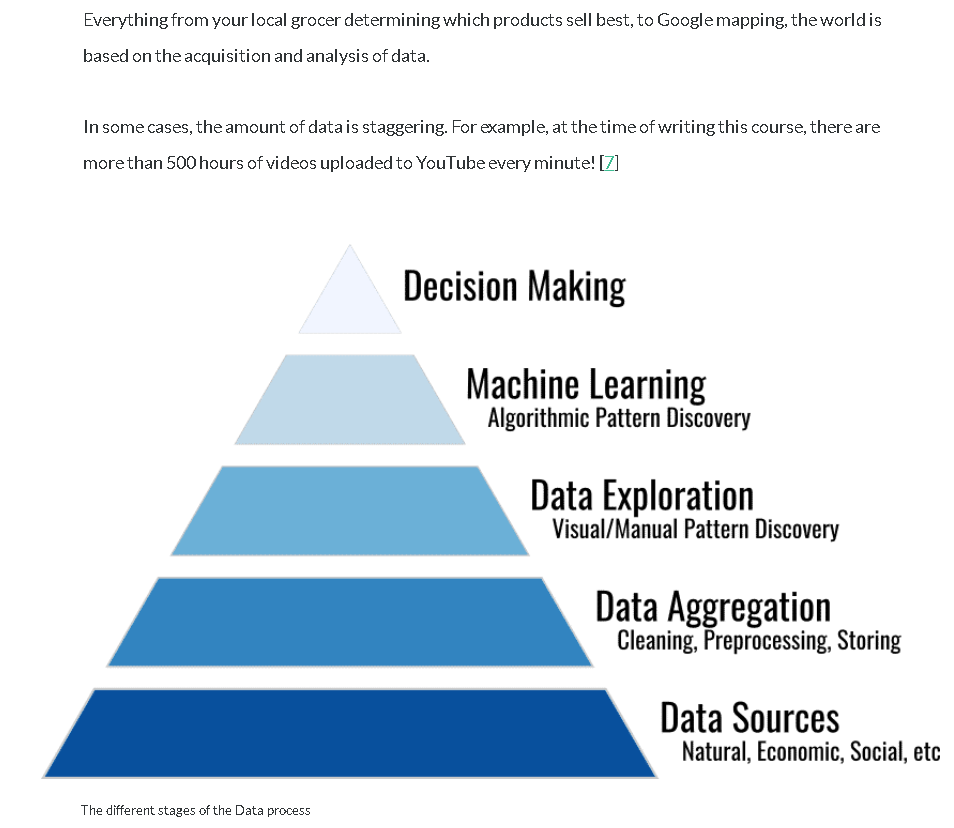 Everything from your local grocer determining which products sell best, to Google mapping, the world is
based on the acquisition and analysis of data.
In some cases, the amount of data is staggering. For example, at the time of writing this course, there are
more than 500 hours of videos uploaded to YouTube every minute! [7]
Decision Making
Machine Learning
Algorithmic Pattern Discovery
Data Exploration
Visual/Manual Pattern Discovery
Data Aggregation
Cleaning, Preprocessing, Storing
Data Sources
Natural, Economic, Social, etc
The different stages of the Data process